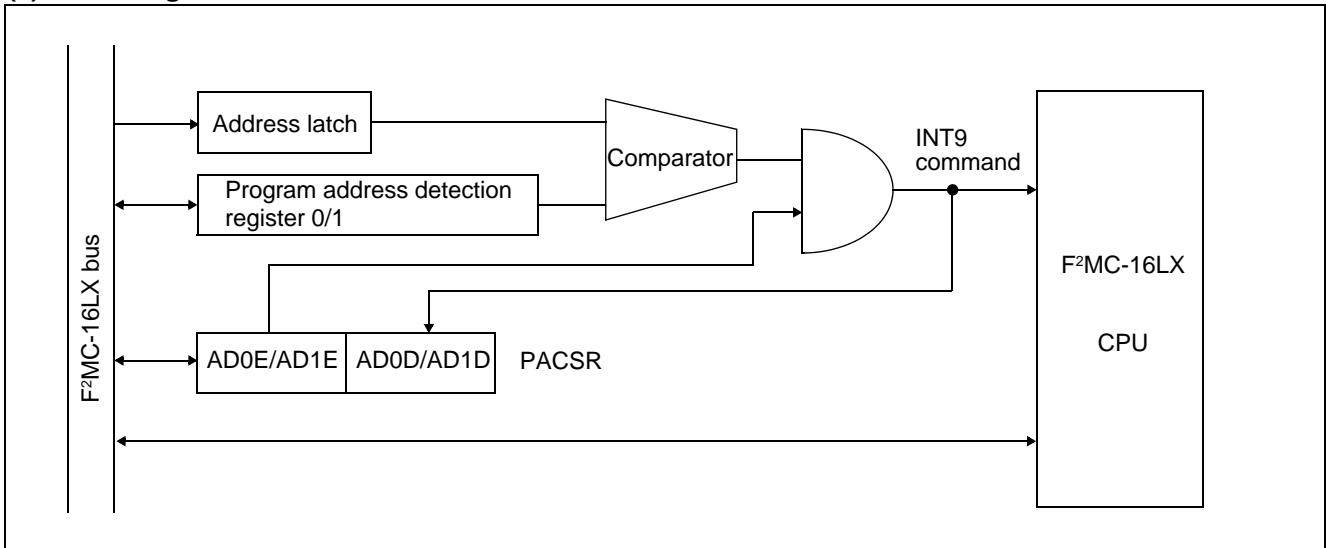 Address latch
Program address detection
register 0/1
Comparator
INT9
command
F²MC-16LX bus
AD0E/AD1E
AD0D/AD1D
PACSR
F²MC-16LX
CPU